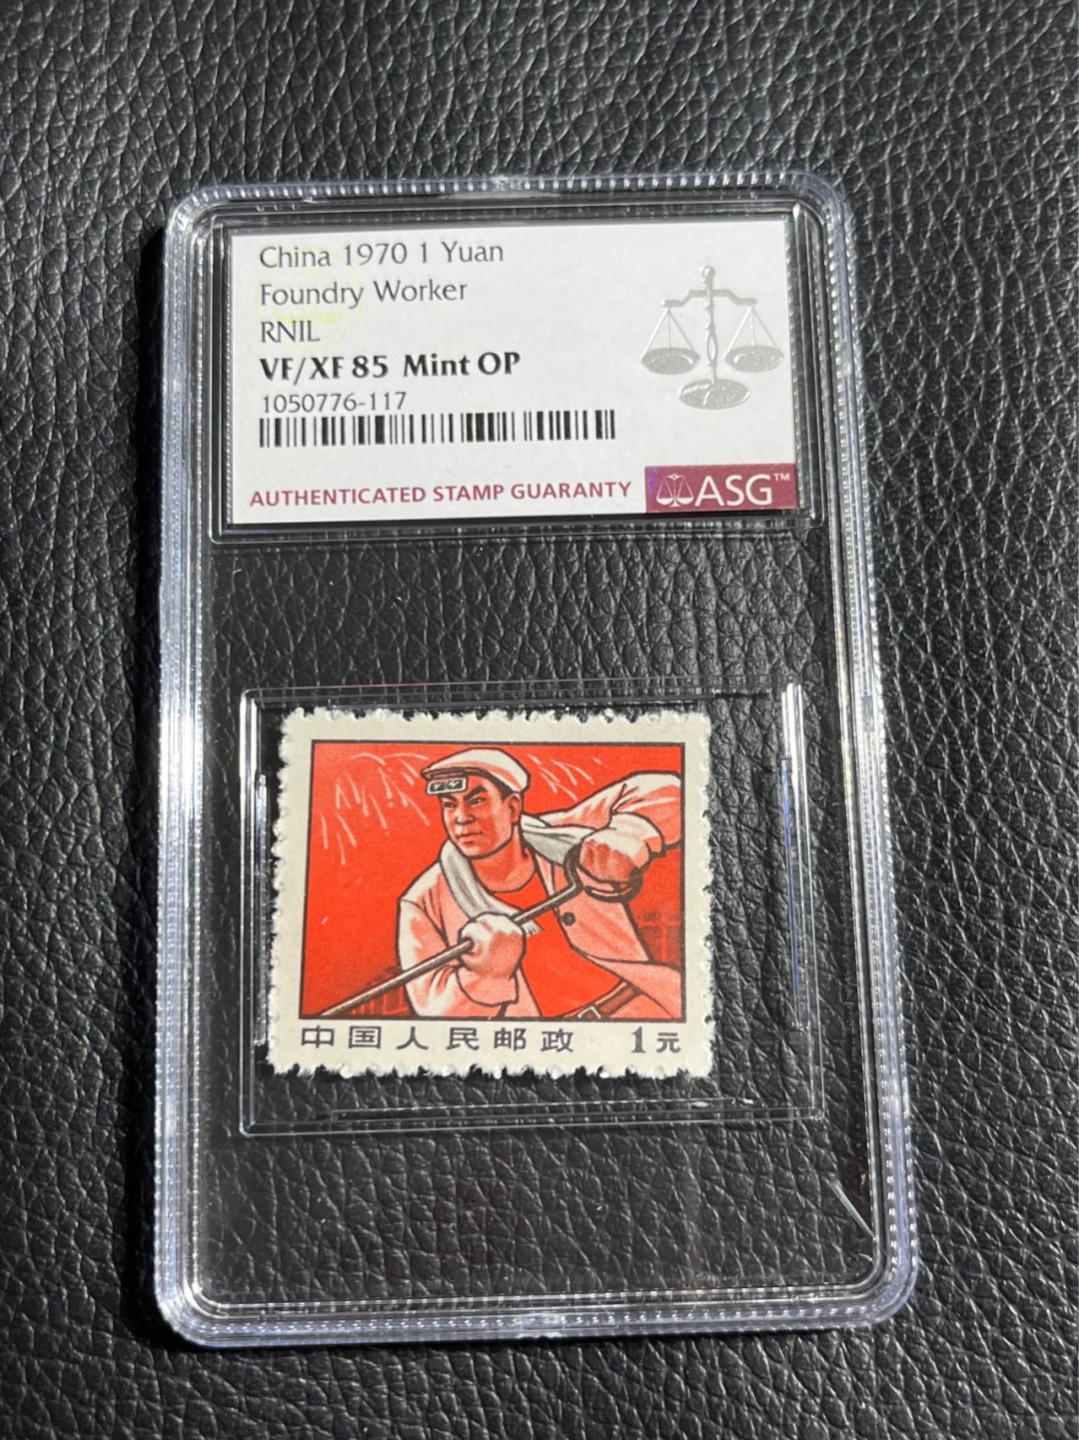 China 1970 1 Yuan
Foundry Worker
RNIL
VF/XF 85 Mint OP
1050776-117
AUTHENTICATED STAMP GUARANTY ASG™
中国人民邮政 1元